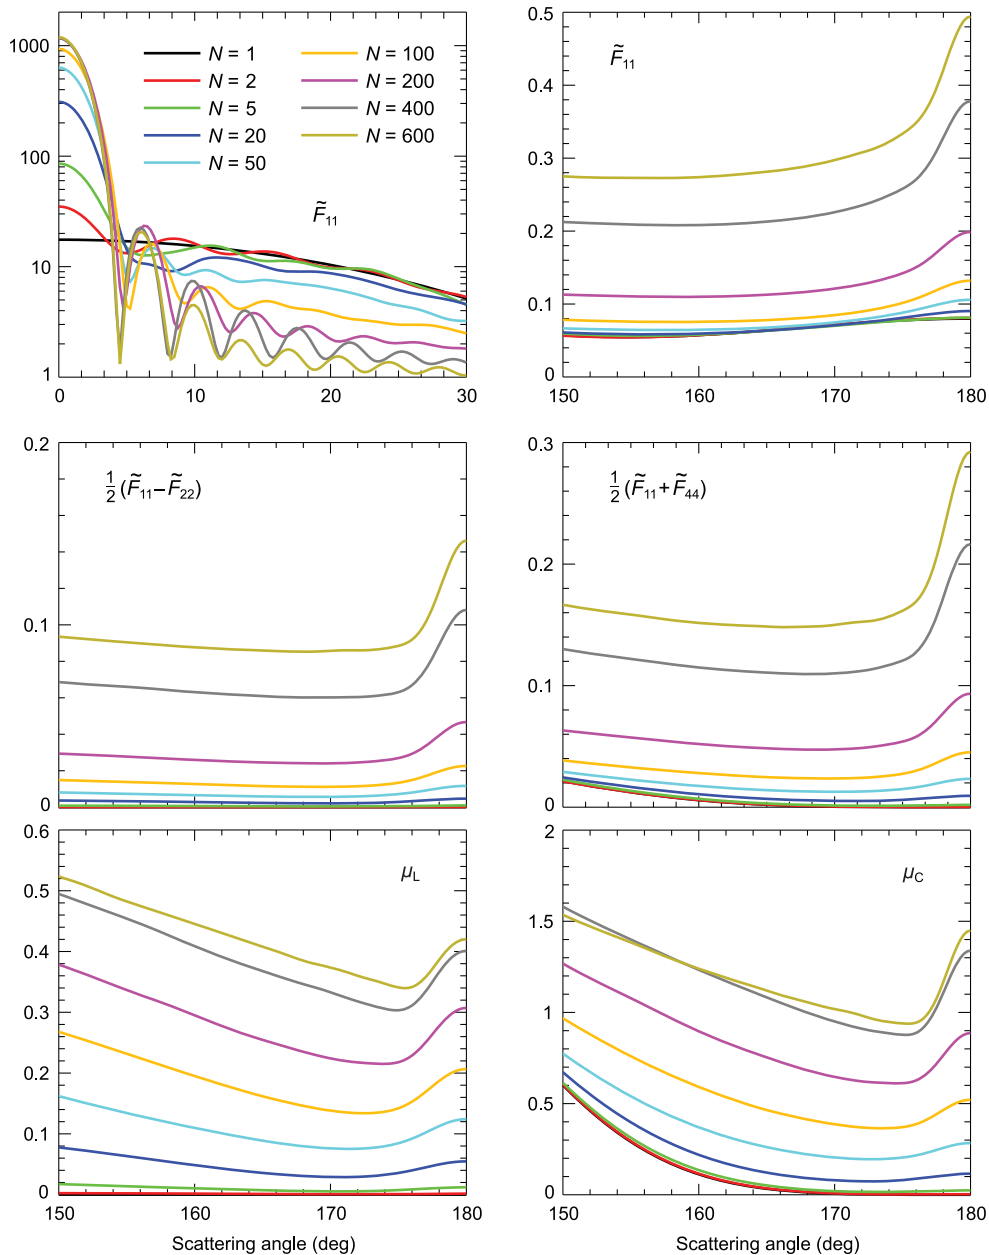 1000
100
10
1
0
10
20
30
N = 1
N = 2
N = 5
N = 20
N = 50
N = 100
N = 200
N = 400
N = 600
F̃₁₁
0.5
0.4
0.3
0.2
0.1
0
150
160
170
180
F̃₁₁
0.2
0.1
0
½(F̃₁₁ − F̃₂₂)
0.3
0.2
0.1
0
½(F̃₁₁ + F̃₄₄)
0.6
0.5
0.4
0.3
0.2
0.1
0
150
160
170
180
μL
Scattering angle (deg)
2
1.5
1
0.5
0
150
160
170
180
μC
Scattering angle (deg)